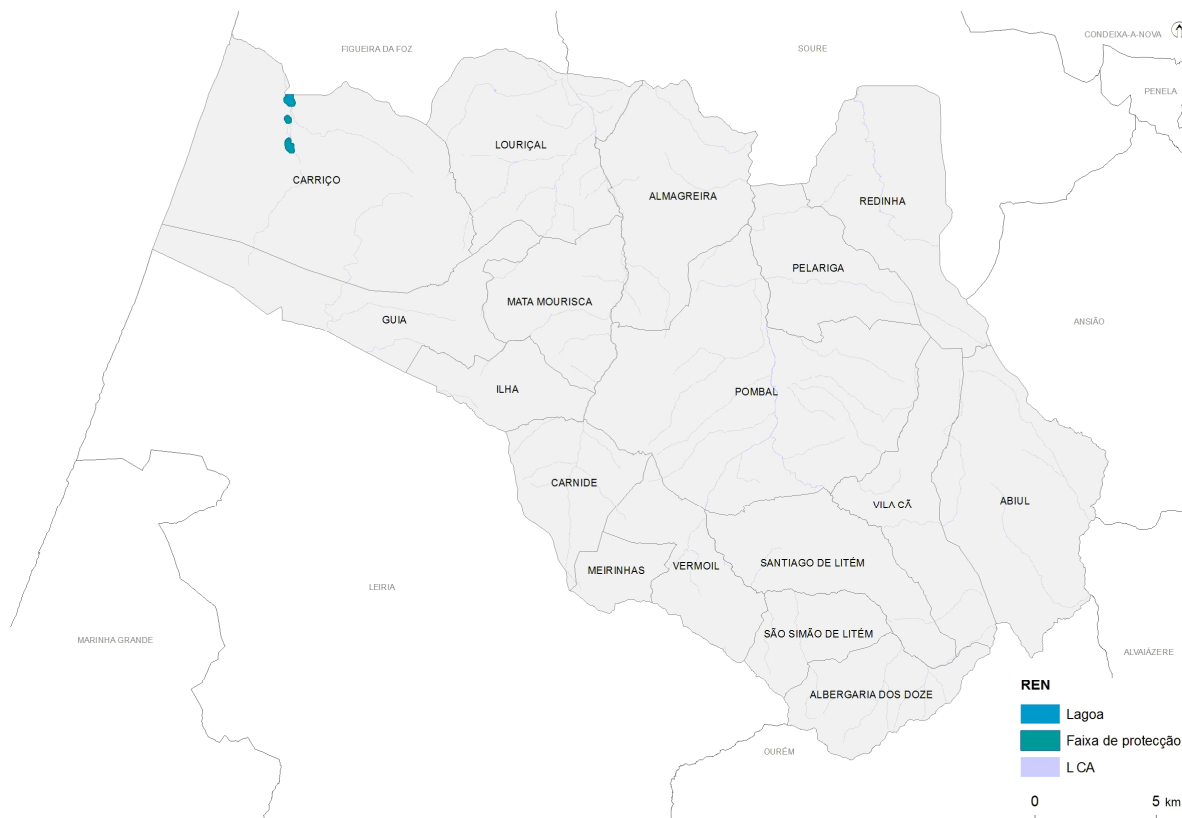 FIGUEIRA DA FOZ
SOURE
CONDEIXA-A-NOVA
PENELA
LOURIÇAL
CARRIÇO
ALMAGREIRA
REDINHA
PELARIGA
MATA MOURISCA
GUIA
ANSIÃO
ILHA
POMBAL
CARNIDE
VILA CÃ
ABIUL
MEIRINHAS
VERMOIL
SANTIAGO DE LITÉM
LEIRIA
MARINHA GRANDE
SÃO SIMÃO DE LITÉM
ALVAIÁZERE
ALBERGARIA DOS DOZE
OURÉM
REN
Lagoa
Faixa de protecção
L CA
0 5 km